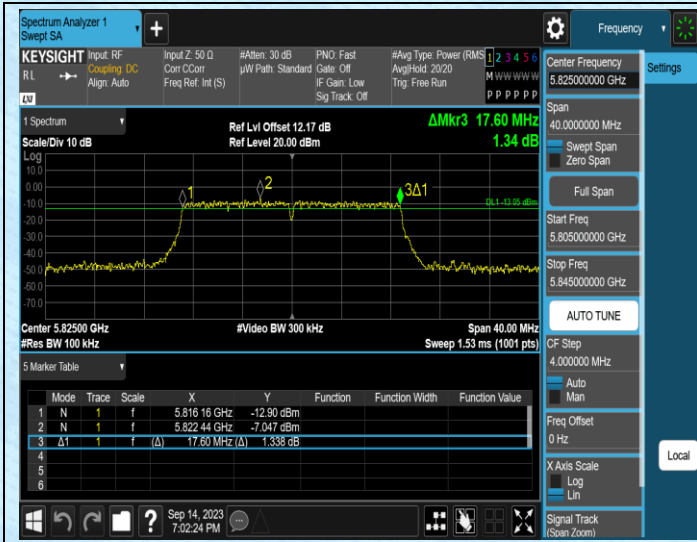 Spectrum Analyzer 1
Swept SA
Frequency
KEYSIGHT
Input: RF
Input Z: 50 Ω
#Atten: 30 dB
PNO: Fast
#Avg Type: Power (RMS
1 2 3 4 5 6
RL
Coupling: DC
Corr CCorr
µW Path: Standard
Gate: Off
Avg|Hold: 20/20
M W W W W W
Align: Auto
Freq Ref: Int (S)
IF Gain: Low
Trig: Free Run
P P P P P P
Sig Track: Off
LXI
1 Spectrum
Ref Lvl Offset 12.17 dB
ΔMkr3 17.60 MHz
Scale/Div 10 dB
Ref Level 20.00 dBm
1.34 dB
Log
10.0
0.00
-10.0
-20.0
-30.0
-40.0
-50.0
-60.0
-70.0
1
2
3Δ1
DL1 -13.05 dBm
Center 5.82500 GHz
#Video BW 300 kHz
Span 40.00 MHz
#Res BW 100 kHz
Sweep 1.53 ms (1001 pts)
5 Marker Table
Mode Trace Scale X Y Function Function Width Function Value
1 N 1 f 5.816 16 GHz -12.90 dBm
2 N 1 f 5.822 44 GHz -7.047 dBm
3 Δ1 1 f (Δ) 17.60 MHz (Δ) 1.338 dB
4
5
6
Sep 14, 2023
7:02:24 PM
Center Frequency
5.825000000 GHz
Span
40.0000000 MHz
Swept Span
Zero Span
Full Span
Start Freq
5.805000000 GHz
Stop Freq
5.845000000 GHz
AUTO TUNE
CF Step
4.000000 MHz
Auto
Man
Freq Offset
0 Hz
X Axis Scale
Log
Lin
Signal Track
(Span Zoom)
Settings
Local